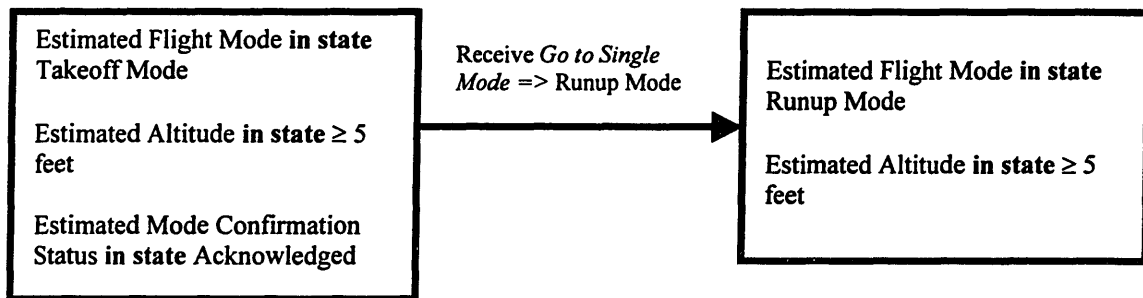 Estimated Flight Mode in state
Takeoff Mode
Estimated Altitude in state ≥ 5
feet
Estimated Mode Confirmation
Status in state Acknowledged
Receive Go to Single
Mode => Runup Mode
Estimated Flight Mode in state
Runup Mode
Estimated Altitude in state ≥ 5
feet